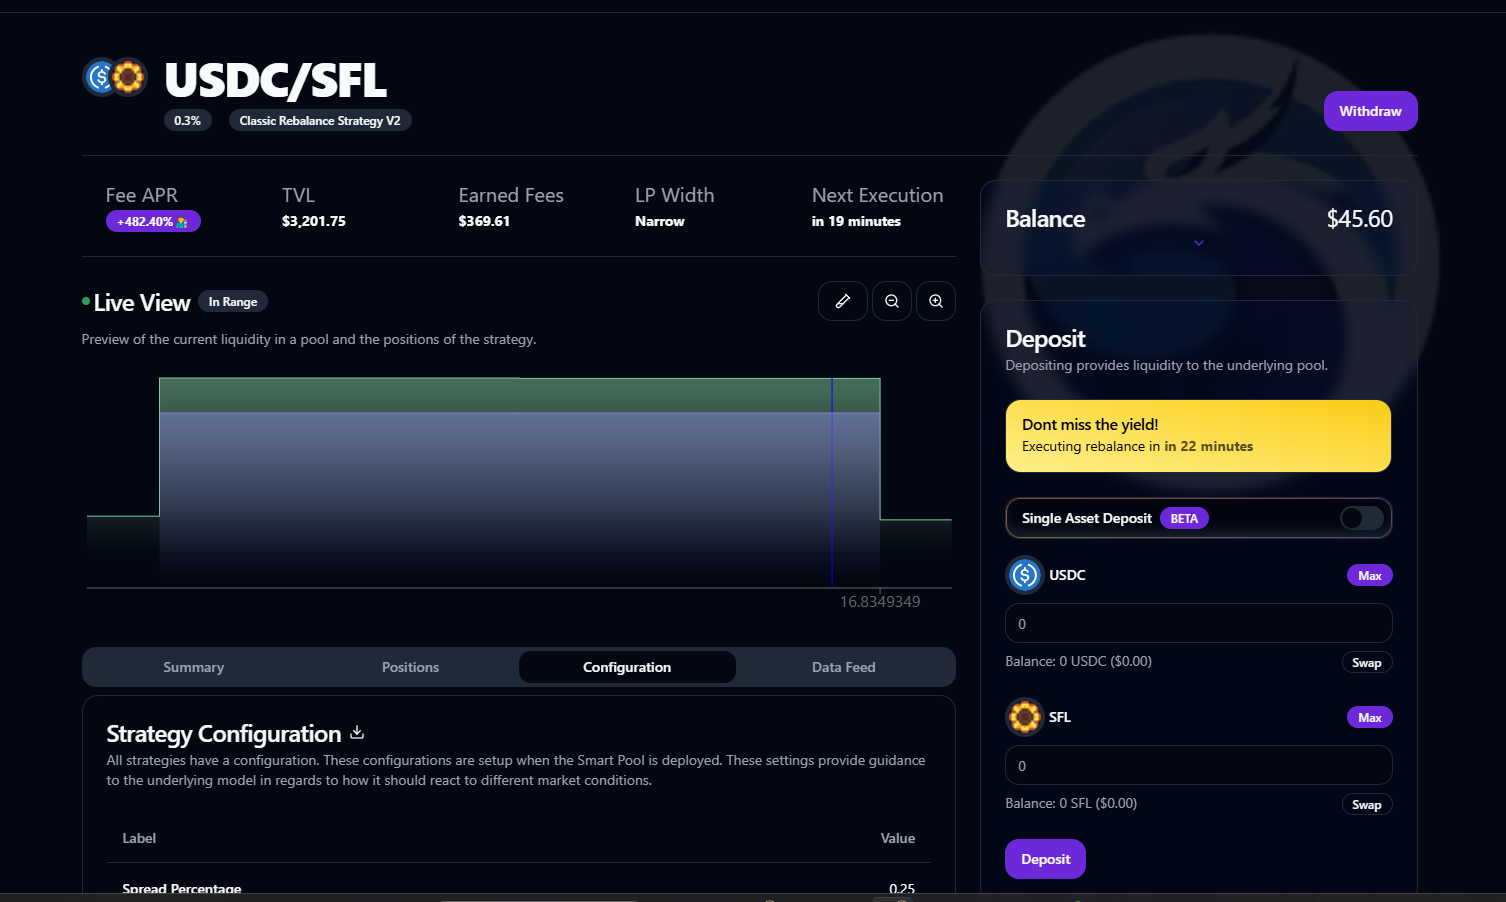 USDC/SFL
0.3%
Classic Rebalance Strategy V2
Withdraw
Fee APR
+482.40%
TVL
$3,201.75
Earned Fees
$369.61
LP Width
Narrow
Next Execution
in 19 minutes
Live View
In Range
Preview of the current liquidity in a pool and the positions of the strategy.
16.8349349
Summary
Positions
Configuration
Data Feed
Strategy Configuration
All strategies have a configuration. These configurations are setup when the Smart Pool is deployed. These settings provide guidance
to the underlying model in regards to how it should react to different market conditions.
Label
Value
Spread Percentage
0.25
Balance
$45.60
Deposit
Depositing provides liquidity to the underlying pool.
Dont miss the yield!
Executing rebalance in in 22 minutes
Single Asset Deposit
BETA
USDC
Max
0
Balance: 0 USDC ($0.00)
Swap
SFL
Max
0
Balance: 0 SFL ($0.00)
Swap
Deposit